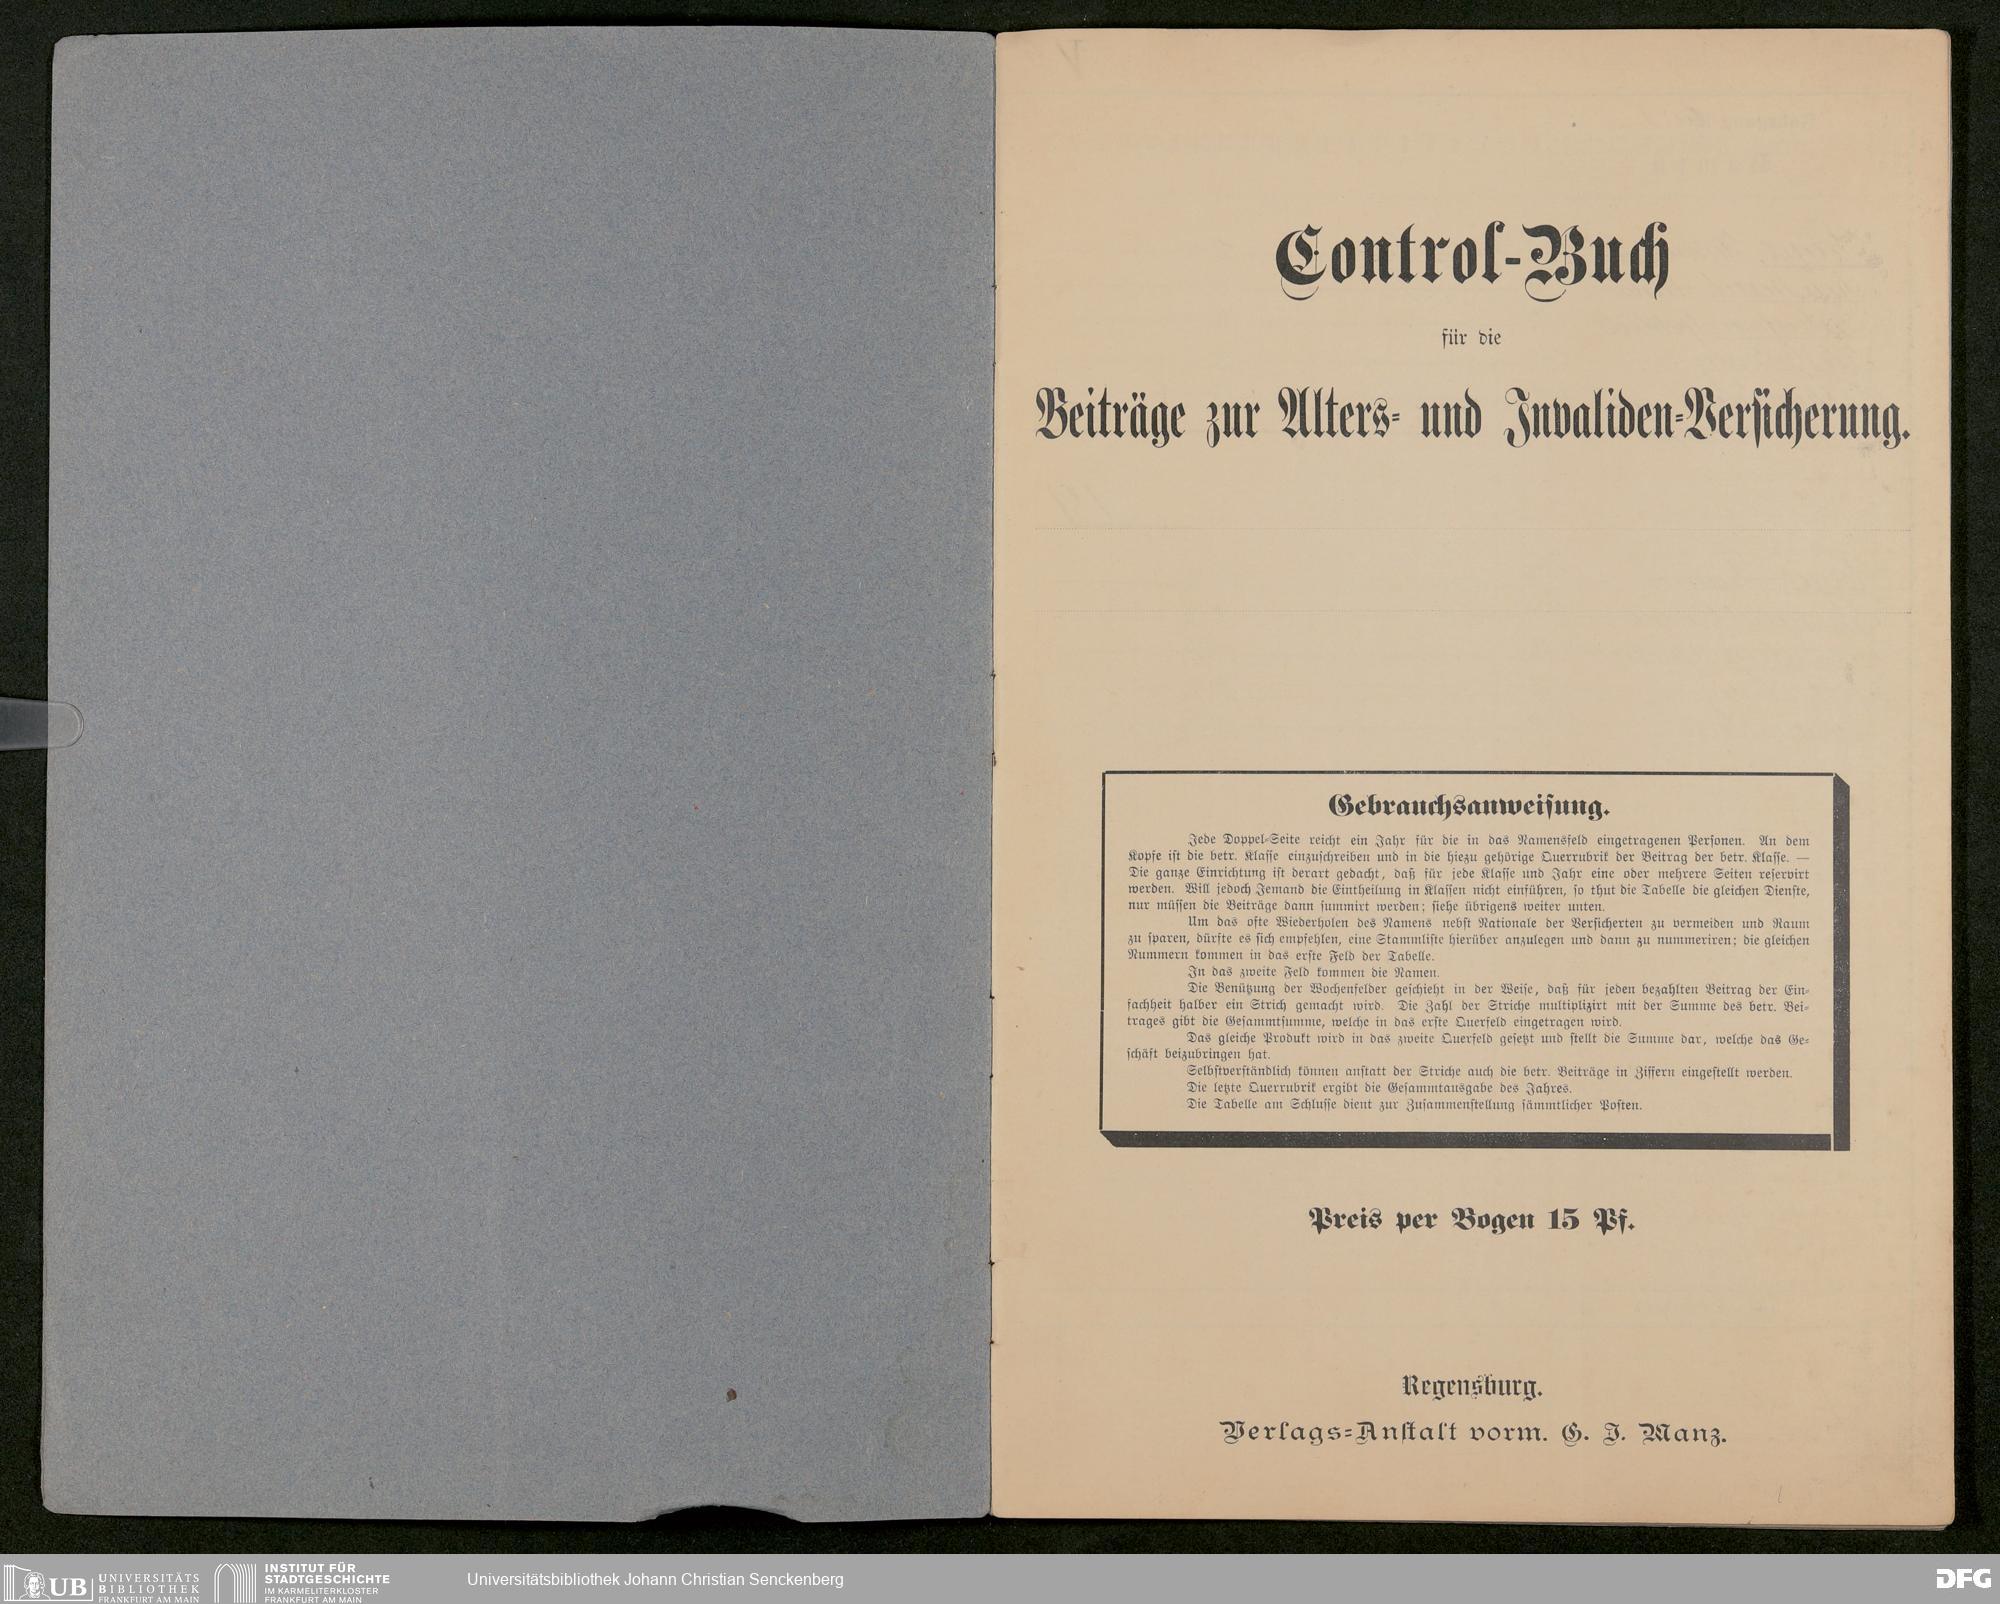 Control-Buch
für die
Beiträge zur Alters- und Invaliden-Versicherung.
Gebrauchsanweisung.
Jede Doppel-Seite reicht ein Jahr für die in das Namensfeld eingetragenen Personen. An dem
Kopfe ist die betr. Klasse einzuschreiben und in die hiezu gehörige Querrubrik der Beitrag der betr. Klasse. —
Die ganze Einrichtung ist derart gedacht, daß für jede Klasse und Jahr eine oder mehrere Seiten reservirt
werden. Will jedoch Jemand die Eintheilung in Klassen nicht einführen, so thut die Tabelle die gleichen Dienste,
nur müssen die Beiträge dann summirt werden; siehe übrigens weiter unten.
Um das ofte Wiederholen des Namens nebst Nationale der Versicherten zu vermeiden und Raum
zu sparen, dürfte es sich empfehlen, eine Stammliste hierüber anzulegen und dann zu nummeriren; die gleichen
Nummern kommen in das erste Feld der Tabelle.
In das zweite Feld kommen die Namen.
Die Benützung der Wochenfelder geschieht in der Weise, daß für jeden bezahlten Beitrag der Ein-
fachheit halber ein Strich gemacht wird. Die Zahl der Striche multiplizirt mit der Summe des betr. Bei-
trages gibt die Gesammtsumme, welche in das erste Querfeld eingetragen wird.
Das gleiche Produkt wird in das zweite Querfeld gesetzt und stellt die Summe dar, welche das Ge-
schäft beizubringen hat.
Selbstverständlich können anstatt der Striche auch die betr. Beiträge in Ziffern eingestellt werden.
Die letzte Querrubrik ergibt die Gesammtausgabe des Jahres.
Die Tabelle am Schlusse dient zur Zusammenstellung sämmtlicher Posten.
Preis per Bogen 15 Pf.
Regensburg.
Verlags-Anstalt vorm. G. J. Manz.
UB UNIVERSITÄTS
BIBLIOTHEK
FRANKFURT AM MAIN
INSTITUT FÜR
STADTGESCHICHTE
IM KARMELITERKLOSTER
FRANKFURT AM MAIN
Universitätsbibliothek Johann Christian Senckenberg
DFG